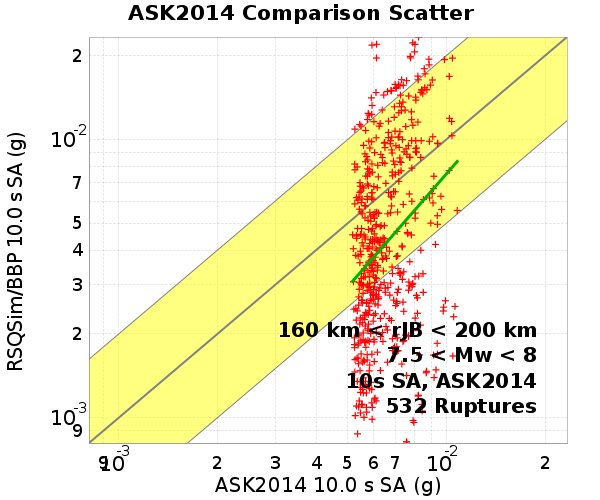 ASK2014 Comparison Scatter
RSQSim/BBP 10.0 s SA (g)
2
10-2
7
5
4
3
2
10-3
9
160 km < rJB < 200 km
7.5 < Mw < 8
10s SA, ASK2014
532 Ruptures
9 10-3 2 3 4 5 6 7 10-2 2
ASK2014 10.0 s SA (g)